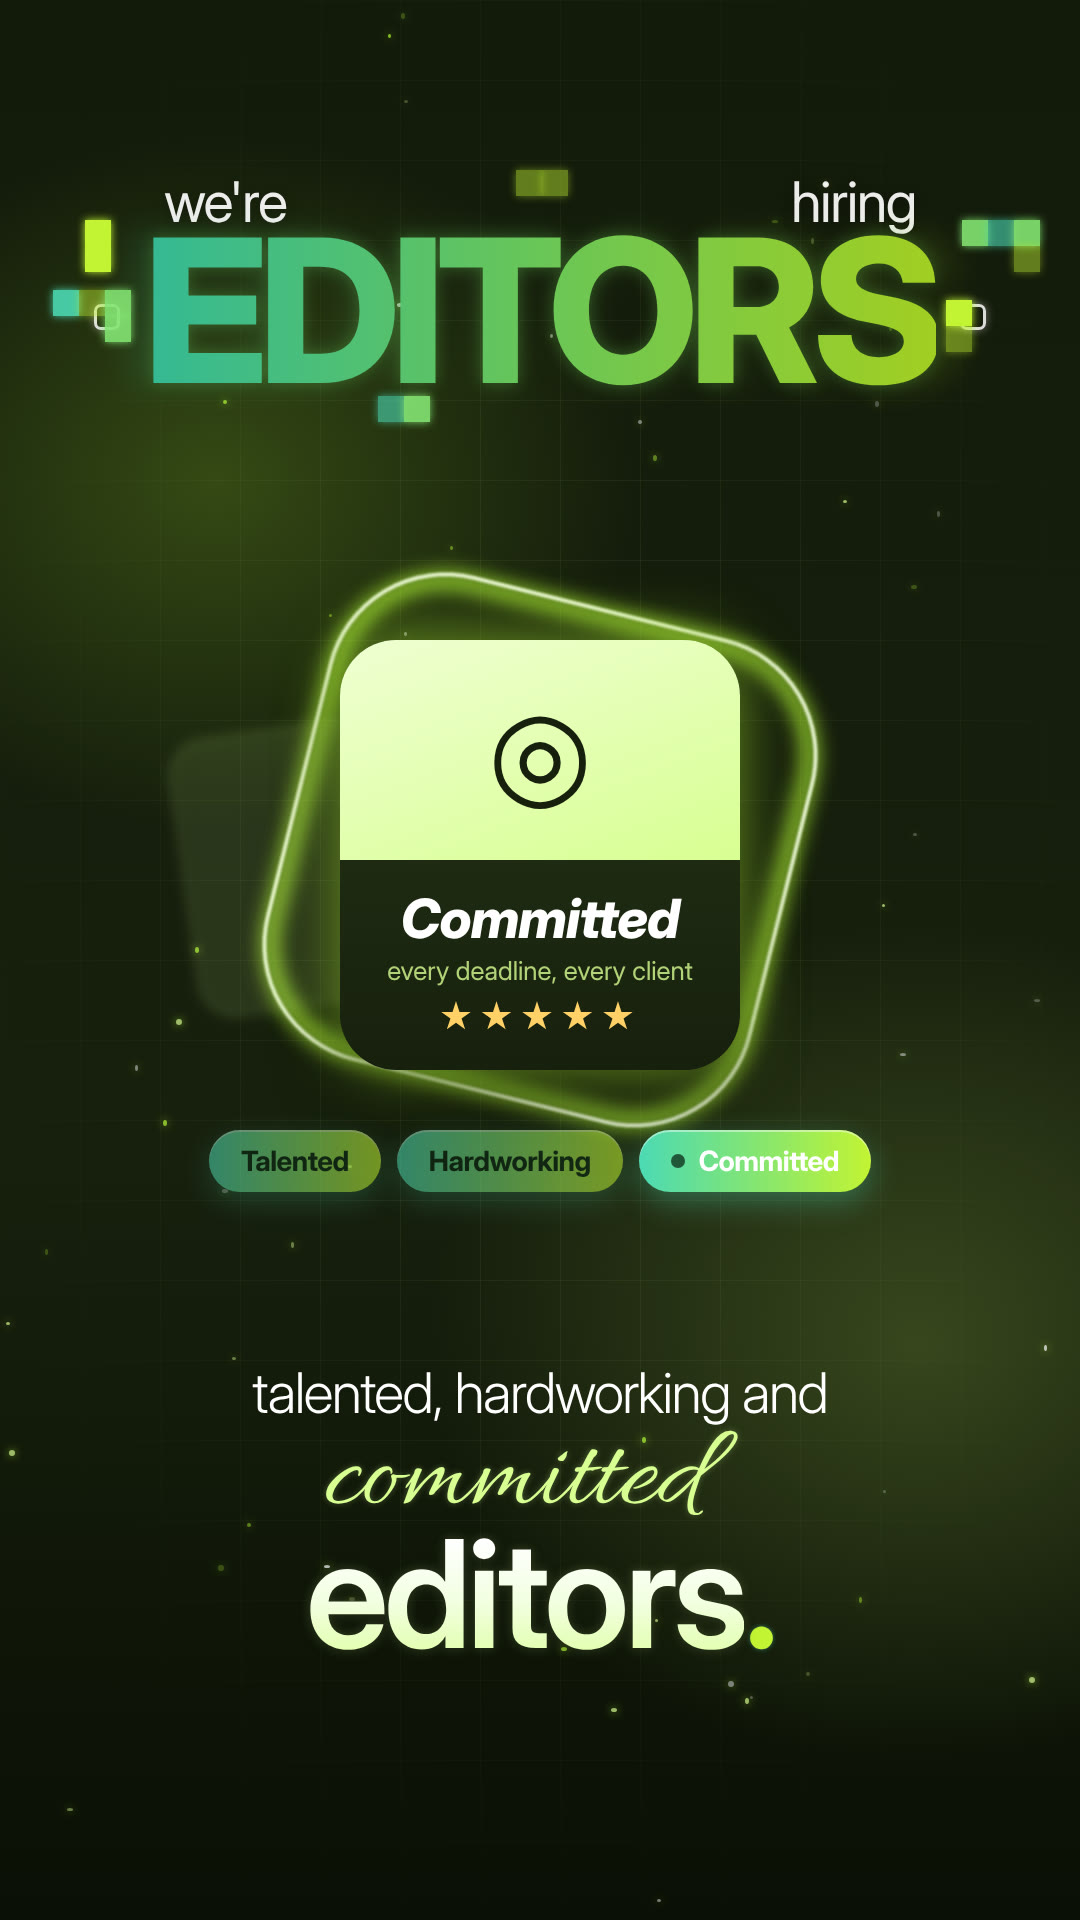 we're hiring
EDITORS
Committed
every deadline, every client
Talented Hardworking Committed
talented, hardworking and
committed
editors.